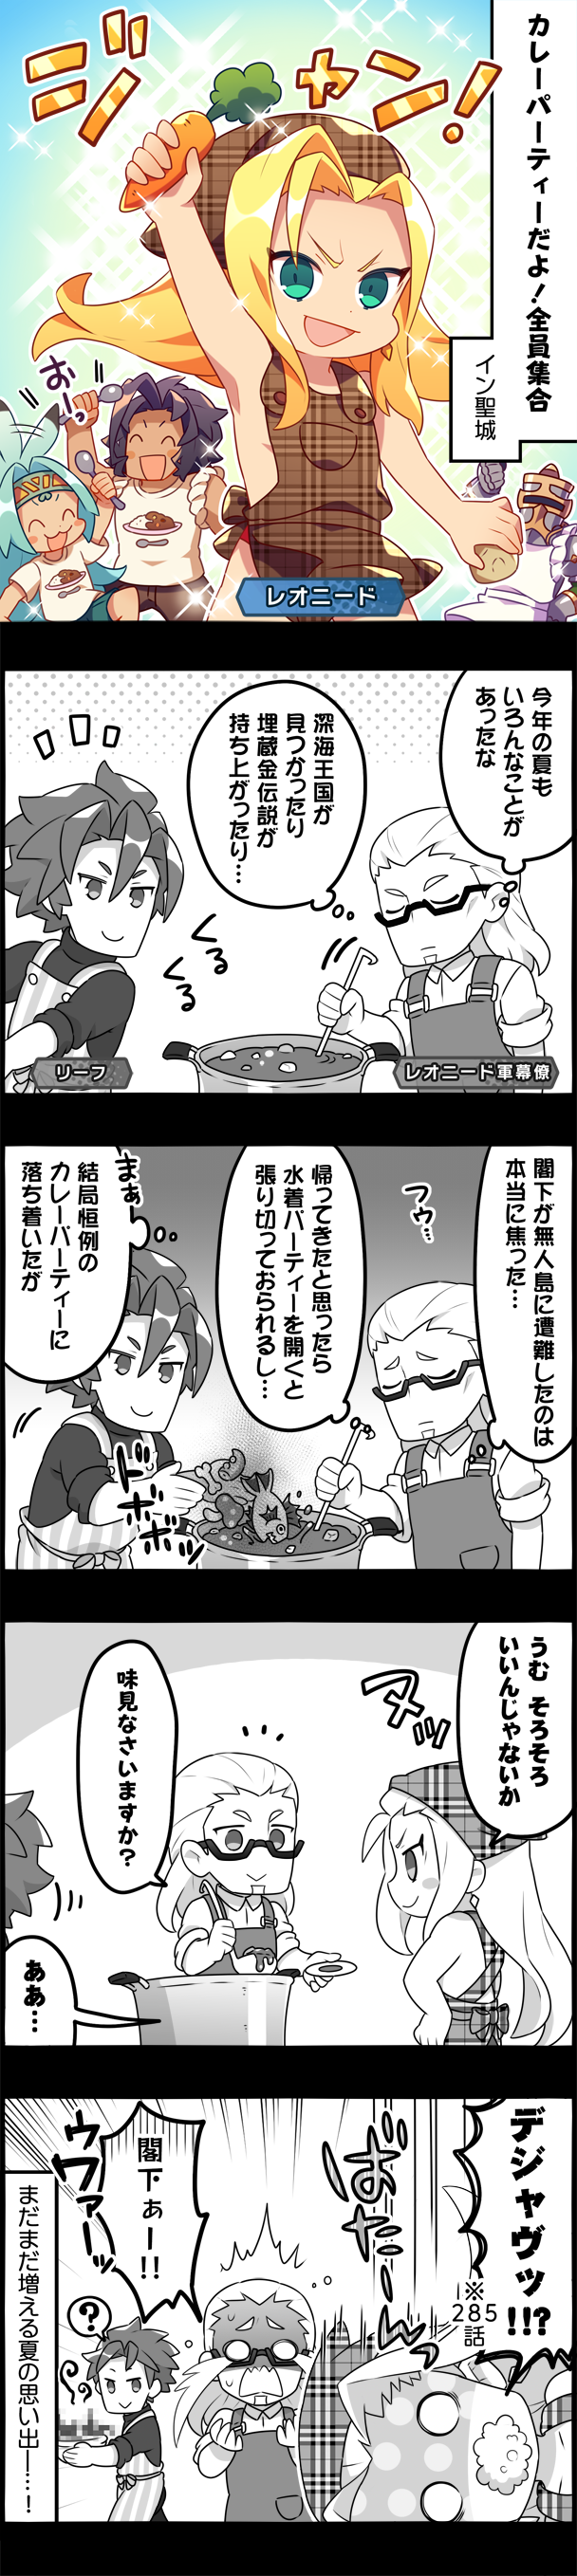 カレーパーティーだよ！全員集合
イン聖城
ジャン！
おーっ
レオニード
今年の夏も
いろんなことが
あったな
深海王国が
見つかったり
埋蔵金伝説が
持ち上がったり…
くる
くる
リーフ
レオニード軍幕僚
閣下が無人島に遭難したのは
本当に焦った…
フゥ…
帰ってきたと思ったら
水着パーティーを開くと
張り切っておられるし…
まぁー
結局恒例の
カレーパーティーに
落ち着いたが
ドボボボッ
うむ そろそろ
いいんじゃないか
ヌッ
味見なさいますか？
ああ…
デジャヴッ!!?
※
285
話
ばたーんっ
閣下ぁー!!
ウワァーッ
?
まだまだ増える夏の思い出――…！